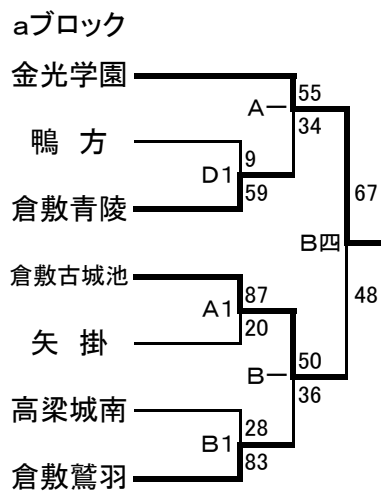 aブロック
金光学園
55
A一
34
鴨 方
9
D1
59
倉敷青陵
67
B四
48
倉敷古城池
87
A1
20
矢 掛
50
B一
36
高梁城南
28
B1
83
倉敷鷲羽